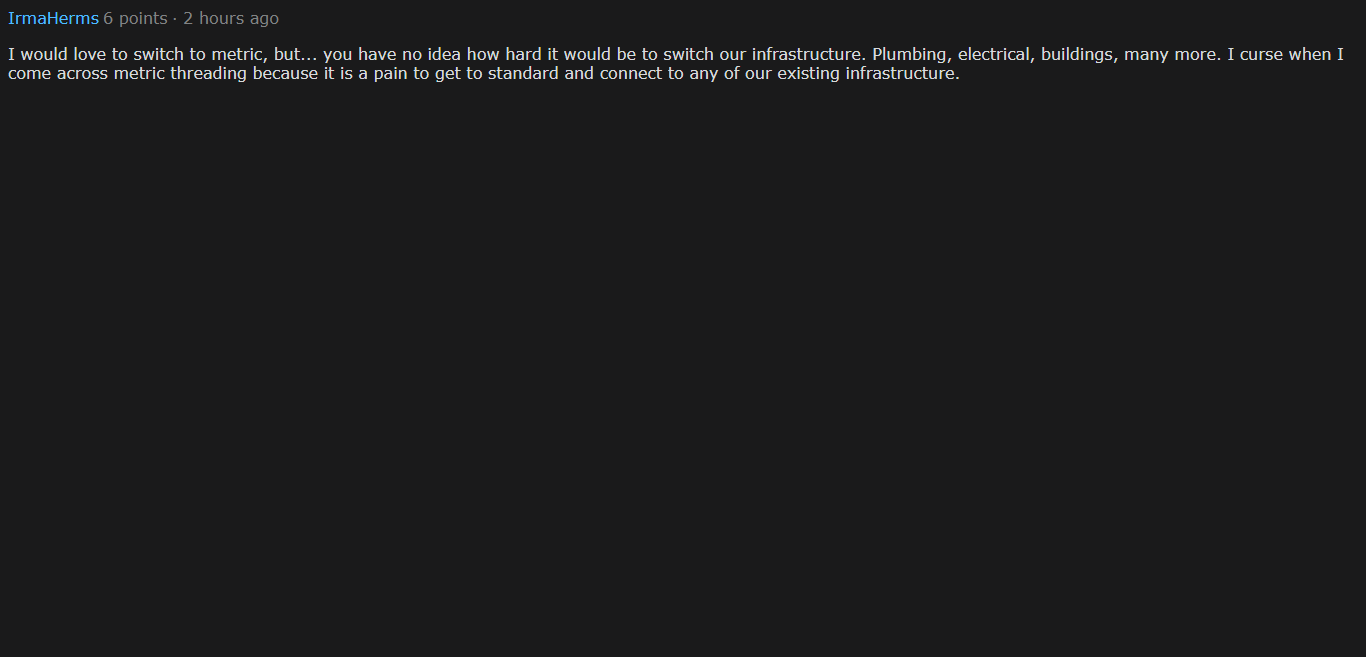 IrmaHerms 6 points · 2 hours ago
I would love to switch to metric, but... you have no idea how hard it would be to switch our infrastructure. Plumbing, electrical, buildings, many more. I curse when I
come across metric threading because it is a pain to get to standard and connect to any of our existing infrastructure.